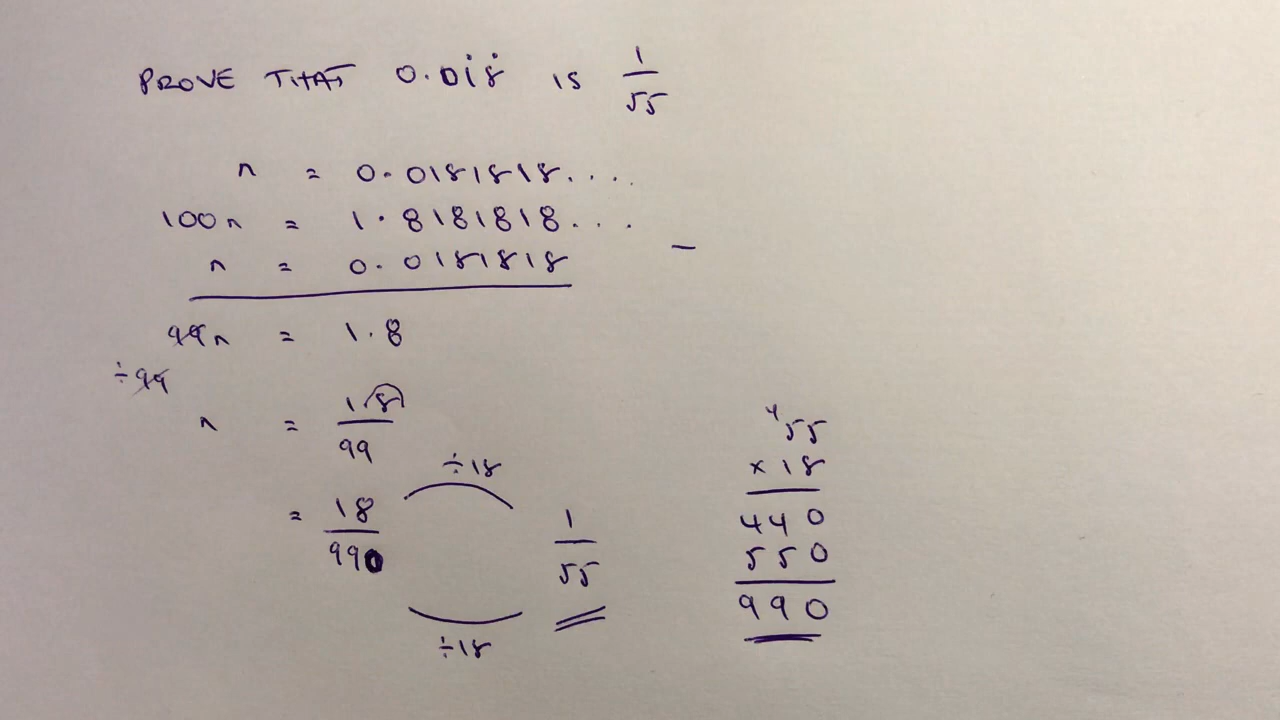 PROVE THAT 0.01̇8̇ is 1/55
n = 0.0181818....
100n = 1.8181818....
n = 0.0181818 −
99n = 1.8
÷99
n = 1.8/99
÷18
= 18/990
1/55
÷18
4
55
×18
440
550
990